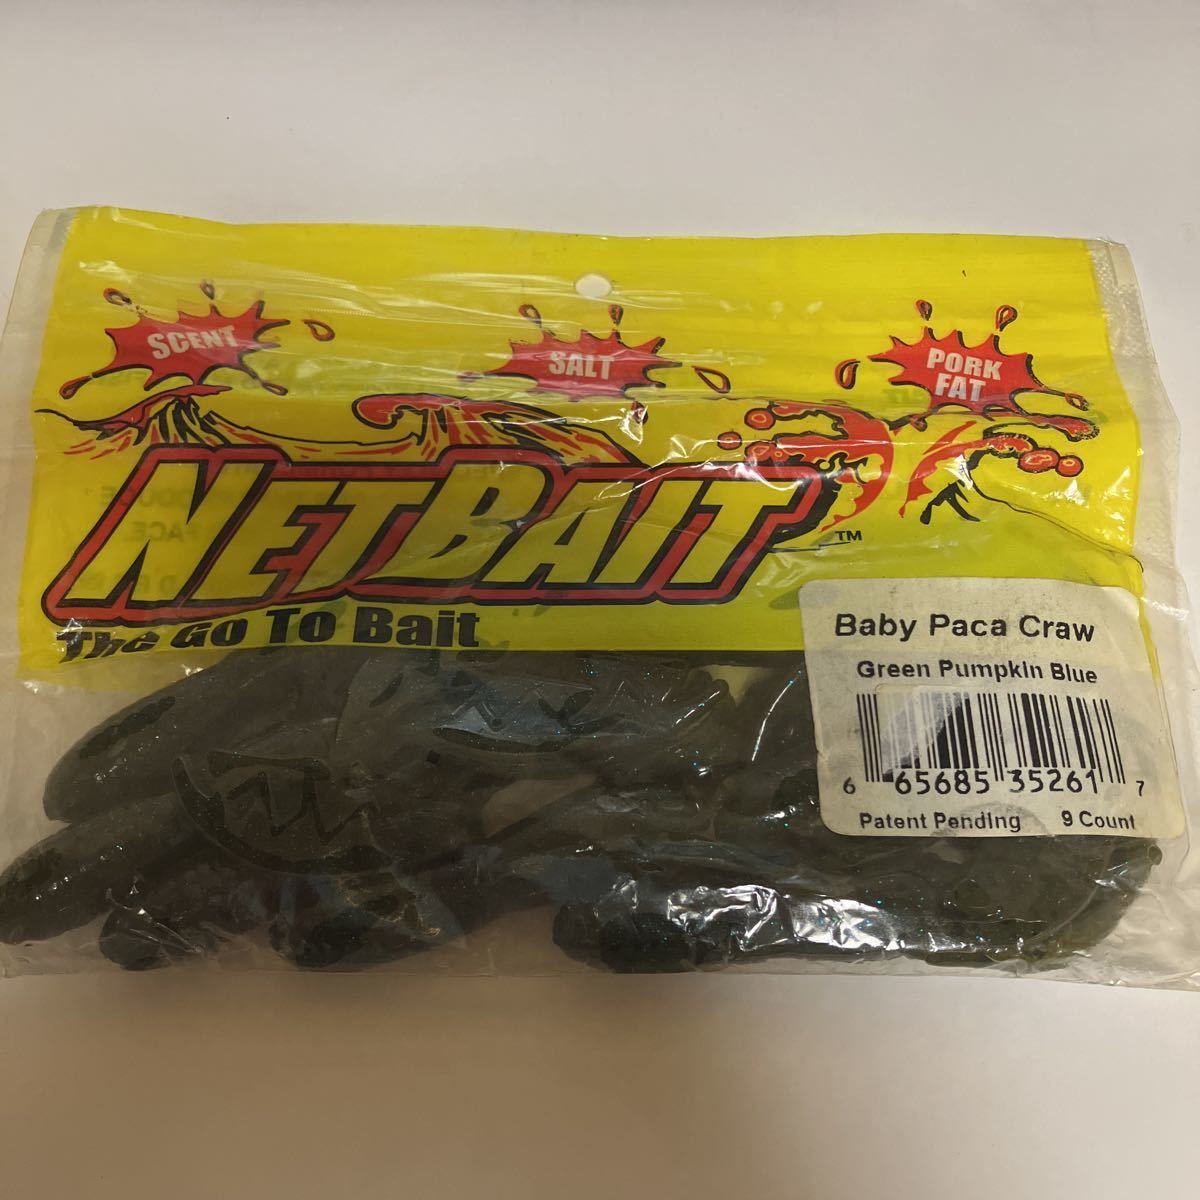 SCENT
SALT
PORK
FAT
NETBAIT
TM
The Go To Bait
Baby Paca Craw
Green Pumpkin Blue
6 65685 35261 7
Patent Pending 9 Count